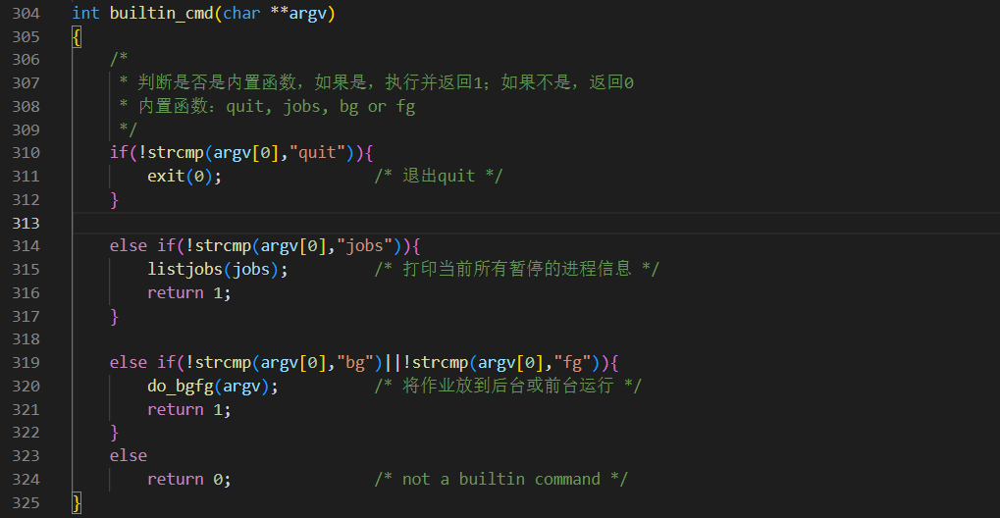 304 int builtin_cmd(char **argv)
305 {
306     /*
307      * 判断是否是内置函数，如果是，执行并返回1；如果不是，返回0
308      * 内置函数：quit, jobs, bg or fg
309      */
310     if(!strcmp(argv[0],"quit")){
311         exit(0);                /* 退出quit */
312     }
313
314     else if(!strcmp(argv[0],"jobs")){
315         listjobs(jobs);         /* 打印当前所有暂停的进程信息 */
316         return 1;
317     }
318
319     else if(!strcmp(argv[0],"bg")||!strcmp(argv[0],"fg")){
320         do_bgfg(argv);          /* 将作业放到后台或前台运行 */
321         return 1;
322     }
323     else
324         return 0;               /* not a builtin command */
325 }